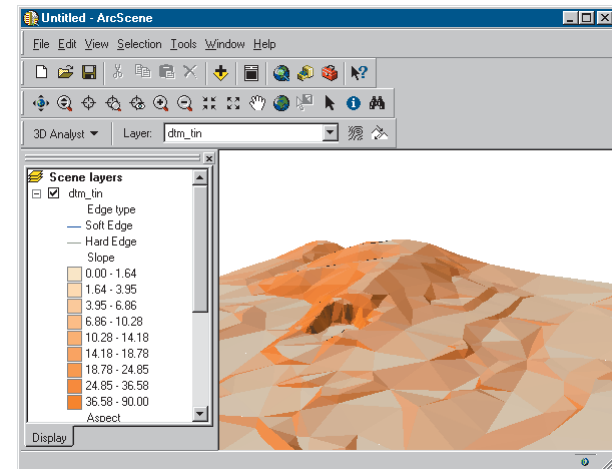 Untitled - ArcScene
File Edit View Selection Tools Window Help
3D Analyst Layer: dtm_tin
Scene layers
dtm_tin
Edge type
Soft Edge
Hard Edge
Slope
0.00 - 1.64
1.64 - 3.95
3.95 - 6.86
6.86 - 10.28
10.28 - 14.18
14.18 - 18.78
18.78 - 24.85
24.85 - 36.58
36.58 - 90.00
Aspect
Display